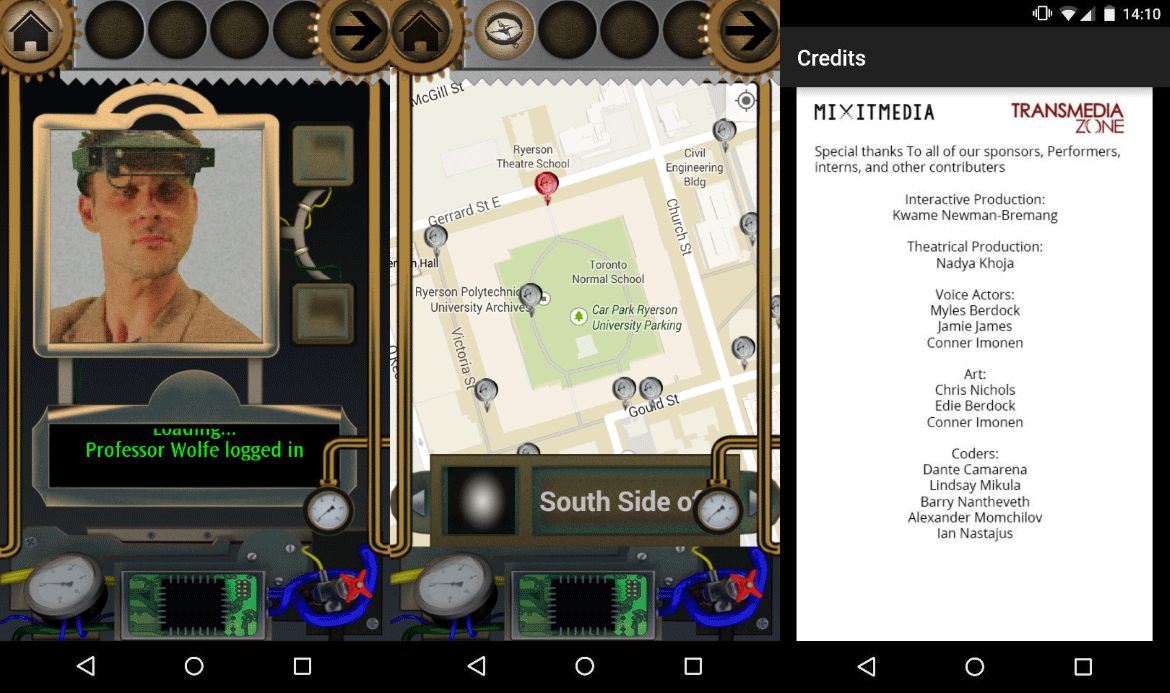 Loading...
Professor Wolfe logged in
McGill St
Ryerson
Theatre School
Civil
Engineering
Bldg
Gerrard St E
Church St
Hall
Toronto
Normal School
Ryerson Polytechnic
University Archives
Car Park Ryerson
University Parking
Victoria St
Gould St
South Side of
14:10
Credits
MIXITMEDIA
TRANSMEDIA
ZONE
Special thanks To all of our sponsors, Performers,
interns, and other contributers
Interactive Production:
Kwame Newman-Bremang
Theatrical Production:
Nadya Khoja
Voice Actors:
Myles Berdock
Jamie James
Conner Imonen
Art:
Chris Nichols
Edie Berdock
Conner Imonen
Coders:
Dante Camarena
Lindsay Mikula
Barry Nantheveth
Alexander Momchilov
Ian Nastajus